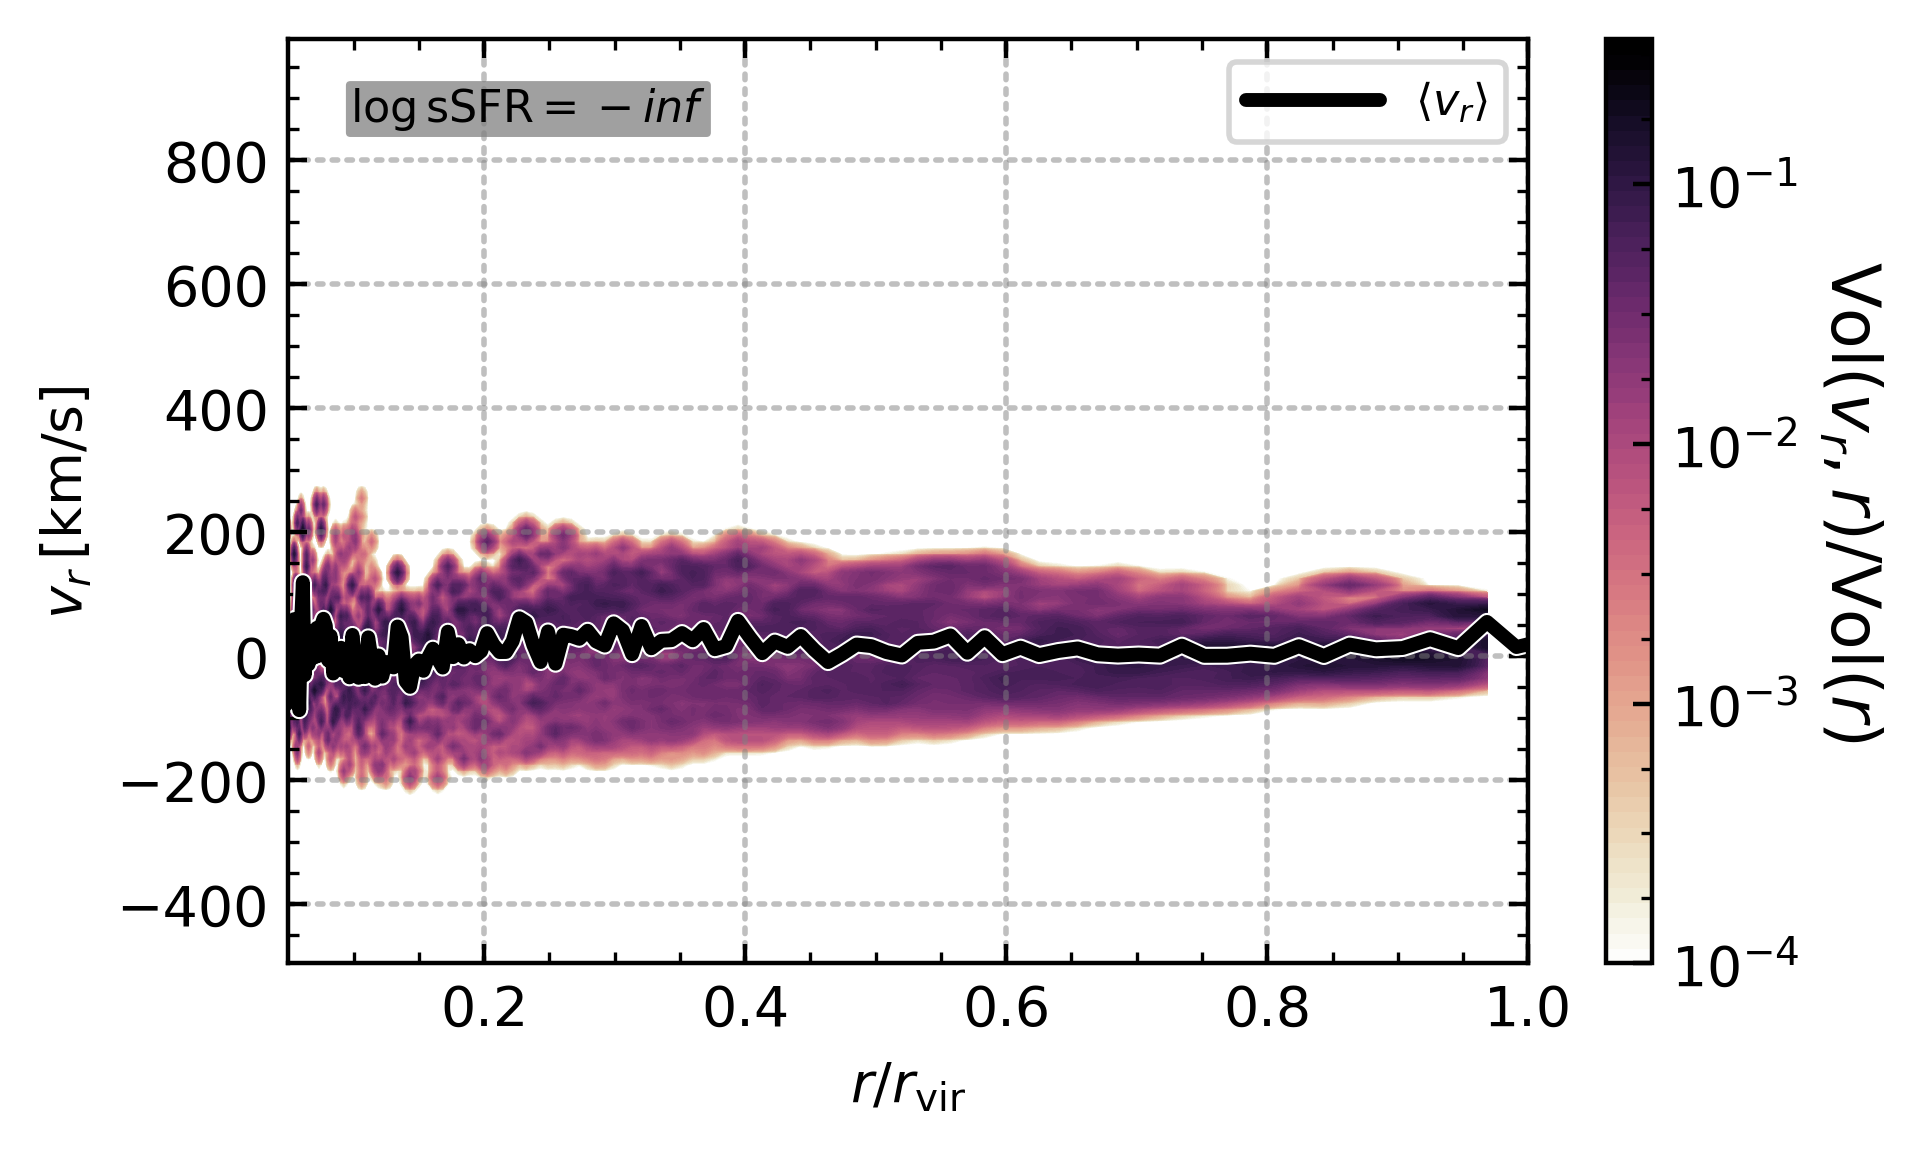 log sSFR = −inf
⟨v_r⟩
800
600
400
200
0
−200
−400
v_r [km/s]
0.2 0.4 0.6 0.8 1.0
r/r_vir
10^−1
10^−2
10^−3
10^−4
Vol(v_r, r)/Vol(r)